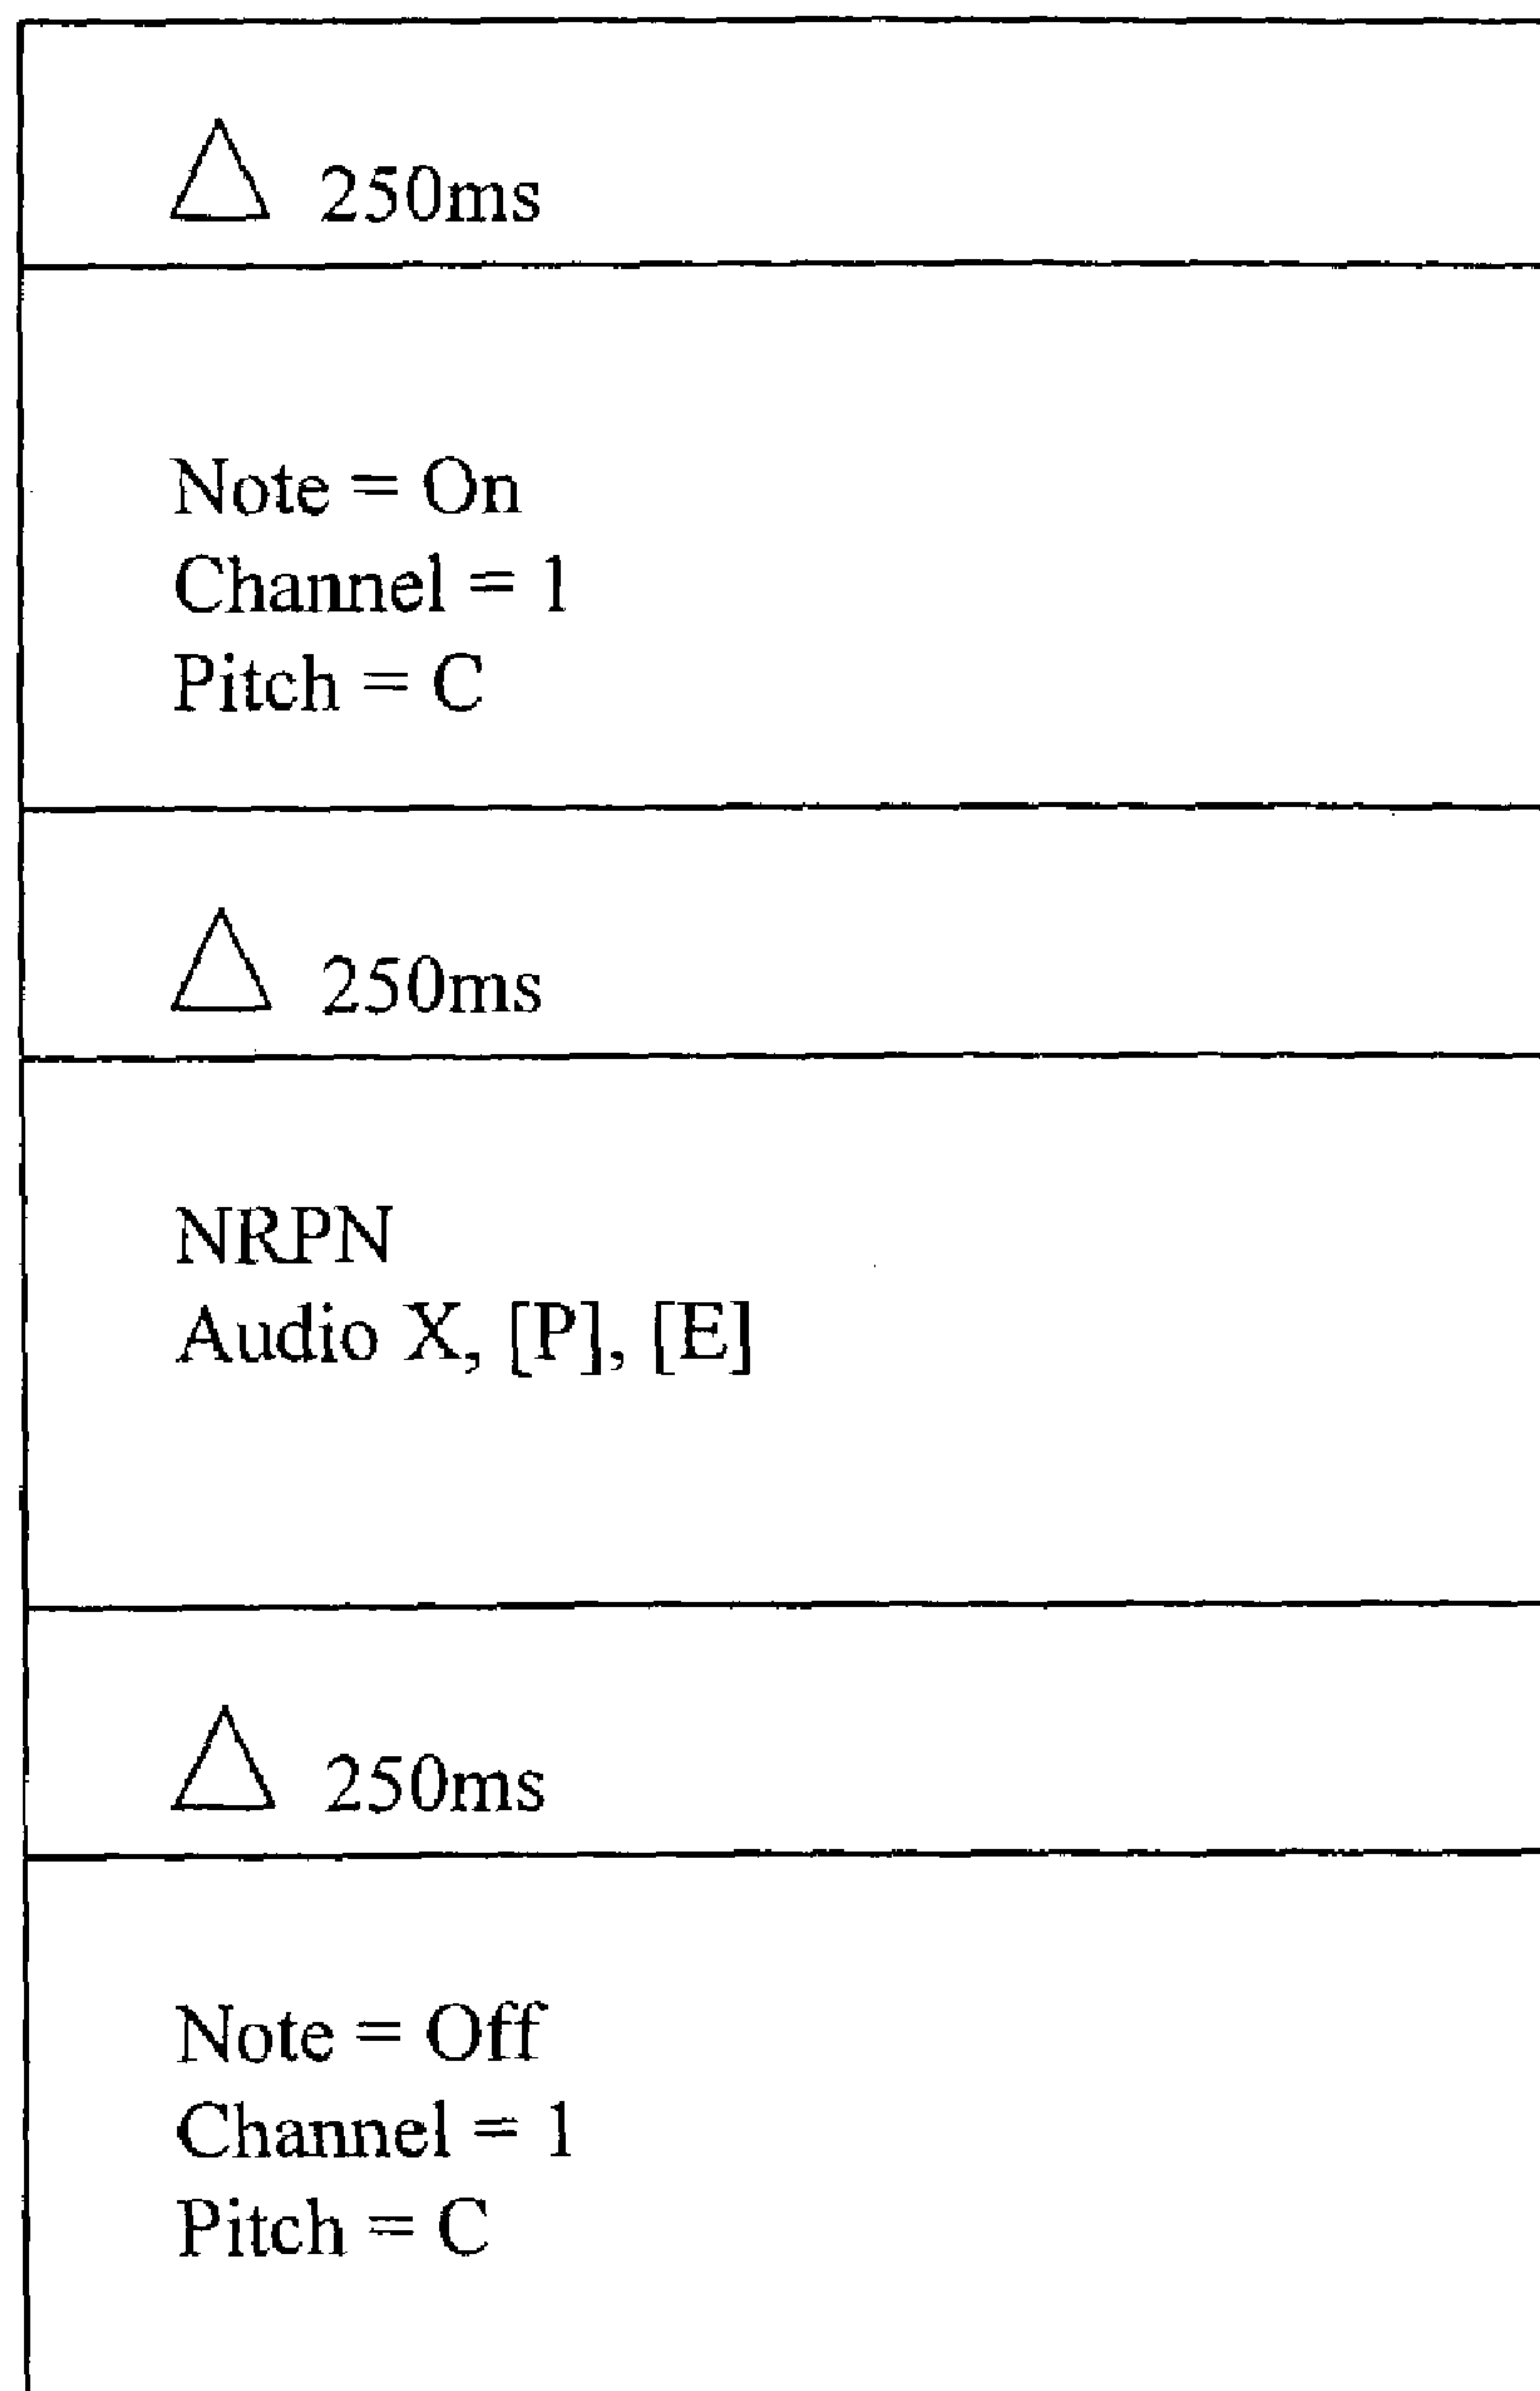 △ 250ms
Note = On
Channel = 1
Pitch = C
△ 250ms
NRPN
Audio X, [P], [E]
△ 250ms
Note = Off
Channel = 1
Pitch = C